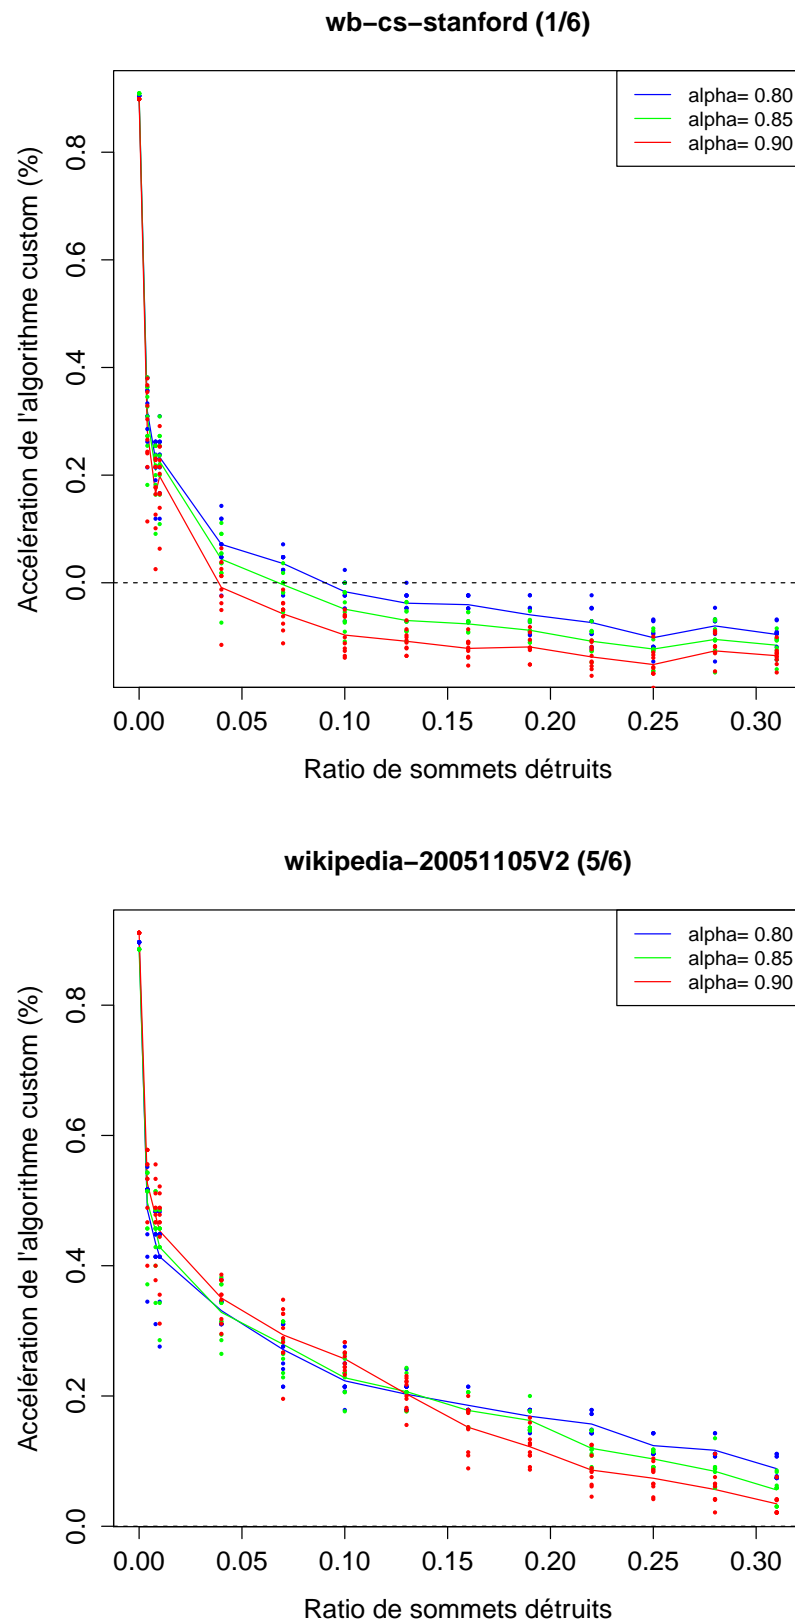 wb−cs−stanford (1/6)
alpha= 0.80
alpha= 0.85
alpha= 0.90
Accélération de l'algorithme custom (%)
0.8
0.6
0.4
0.2
0.0
0.00 0.05 0.10 0.15 0.20 0.25 0.30
Ratio de sommets détruits
wikipedia−20051105V2 (5/6)
alpha= 0.80
alpha= 0.85
alpha= 0.90
Accélération de l'algorithme custom (%)
0.8
0.6
0.4
0.2
0.0
0.00 0.05 0.10 0.15 0.20 0.25 0.30
Ratio de sommets détruits